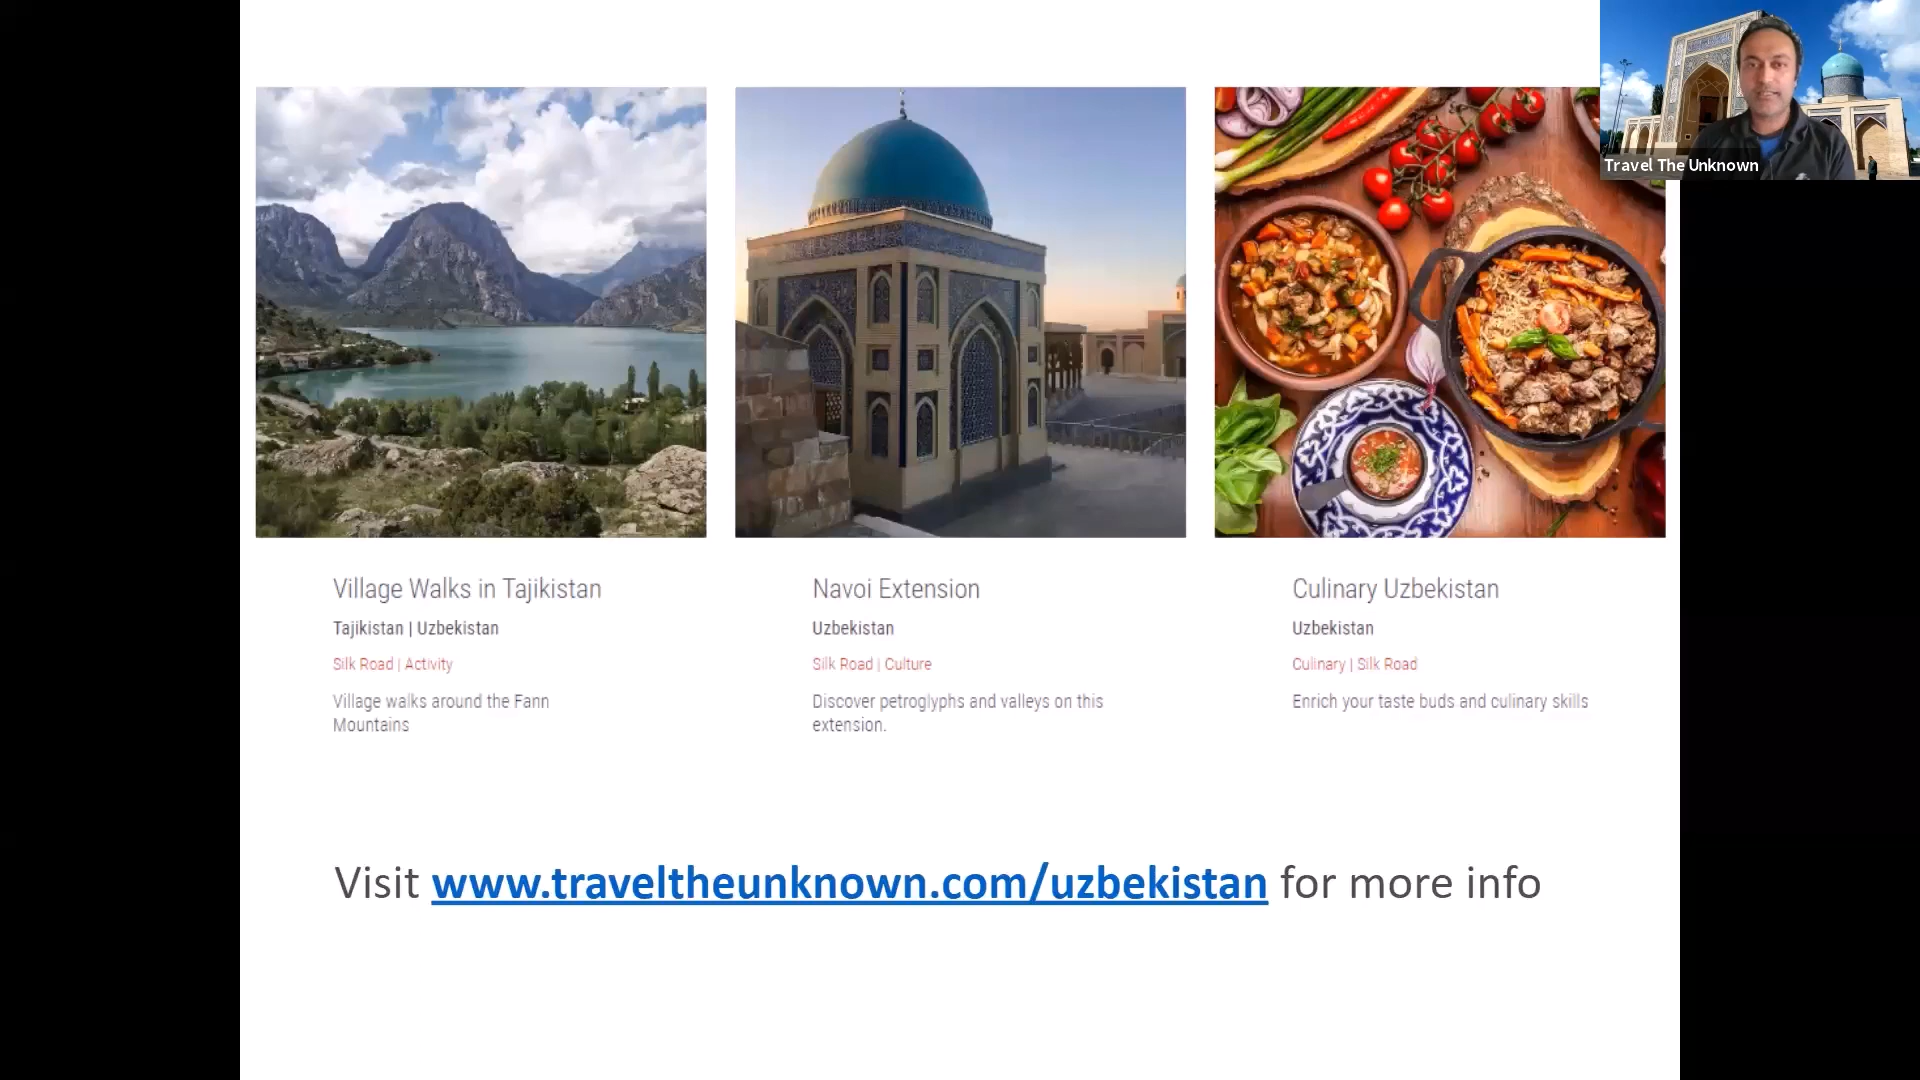 Travel The Unknown
Village Walks in Tajikistan
Tajikistan | Uzbekistan
Silk Road | Activity
Village walks around the Fann
Mountains
Navoi Extension
Uzbekistan
Silk Road | Culture
Discover petroglyphs and valleys on this
extension.
Culinary Uzbekistan
Uzbekistan
Culinary | Silk Road
Enrich your taste buds and culinary skills
Visit www.traveltheunknown.com/uzbekistan for more info